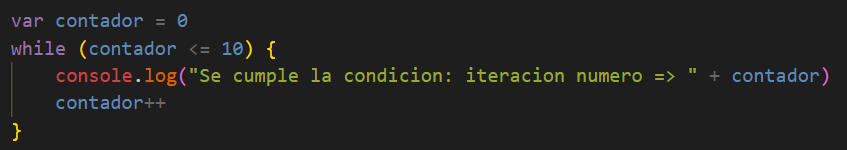 var contador = 0
while (contador <= 10) {
    console.log("Se cumple la condicion: iteracion numero => " + contador)
    contador++
}